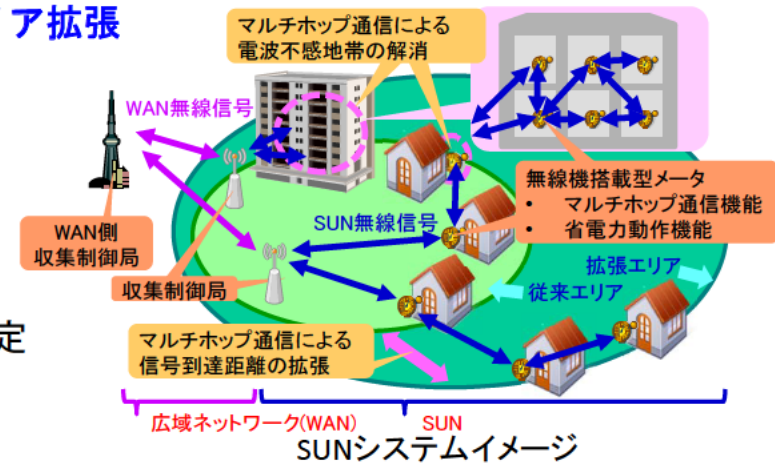 ア拡張
マルチホップ通信による
電波不感地帯の解消
WAN無線信号
無線機搭載型メータ
• マルチホップ通信機能
• 省電力動作機能
WAN側
収集制御局
SUN無線信号
拡張エリア
従来エリア
収集制御局
定
マルチホップ通信による
信号到達距離の拡張
広域ネットワーク(WAN) SUN
SUNシステムイメージ